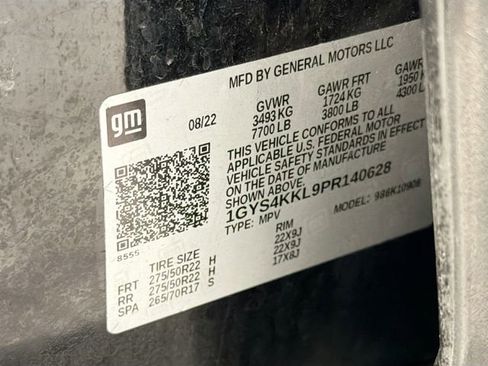 MFD BY GENERAL MOTORS LLC
gm
08/22
GVWR GAWR FRT GAWR
3493 KG 1724 KG 1950
7700 LB 3800 LB 4300 L
THIS VEHICLE CONFORMS TO ALL
APPLICABLE U.S. FEDERAL MOTOR
VEHICLE SAFETY STANDARDS IN EFFECT
ON THE DATE OF MANUFACTURE
SHOWN ABOVE.
1GYS4KKL9PR140628
TYPE: MPV MODEL:
8555
TIRE SIZE RIM
FRT 275/50R22 H 22X9J
RR 275/50R22 H 22X9J
SPA 265/70R17 S 17X8J